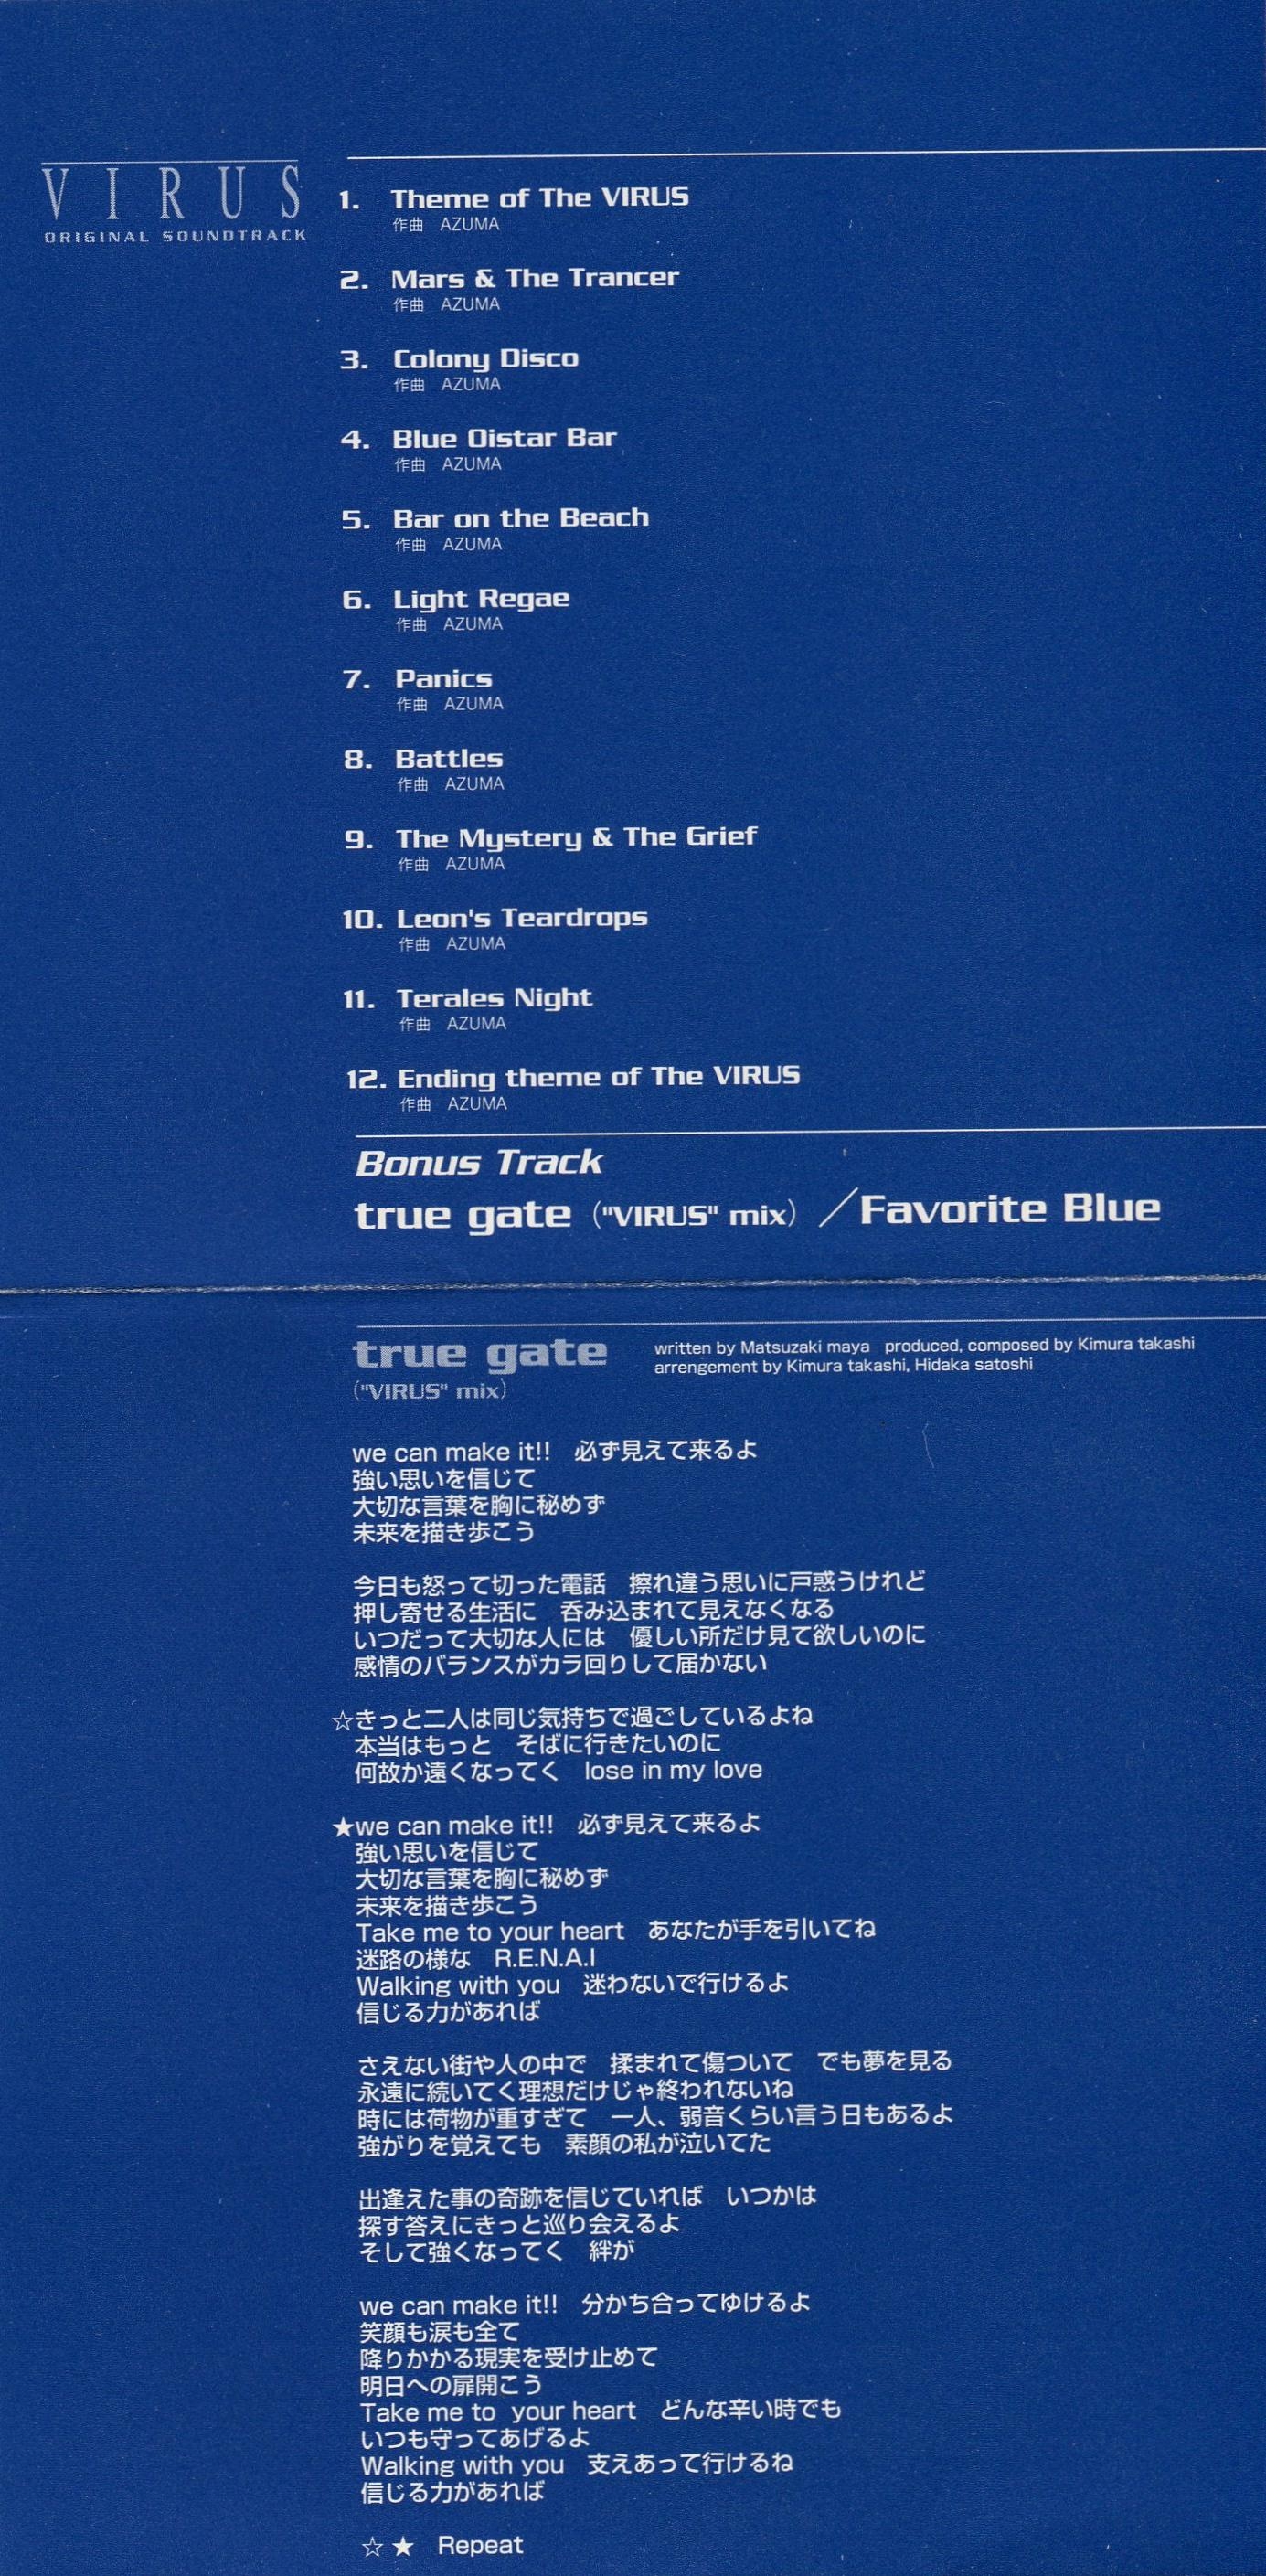 VIRUS
ORIGINAL SOUNDTRACK
1. Theme of The VIRUS
作曲　AZUMA
2. Mars & The Trancer
作曲　AZUMA
3. Colony Disco
作曲　AZUMA
4. Blue Oistar Bar
作曲　AZUMA
5. Bar on the Beach
作曲　AZUMA
6. Light Regae
作曲　AZUMA
7. Panics
作曲　AZUMA
8. Battles
作曲　AZUMA
9. The Mystery & The Grief
作曲　AZUMA
10. Leon's Teardrops
作曲　AZUMA
11. Terales Night
作曲　AZUMA
12. Ending theme of The VIRUS
作曲　AZUMA
Bonus Track
true gate ("VIRUS" mix) ／Favorite Blue
true gate
("VIRUS" mix)
written by Matsuzaki maya　produced, composed by Kimura takashi
arrengement by Kimura takashi, Hidaka satoshi
we can make it!!　必ず見えて来るよ
強い思いを信じて
大切な言葉を胸に秘めず
未来を描き歩こう
今日も怒って切った電話　擦れ違う思いに戸惑うけれど
押し寄せる生活に　呑み込まれて見えなくなる
いつだって大切な人には　優しい所だけ見て欲しいのに
感情のバランスがカラ回りして届かない
☆きっと二人は同じ気持ちで過ごしているよね
本当はもっと　そばに行きたいのに
何故か遠くなってく　lose in my love
★we can make it!!　必ず見えて来るよ
強い思いを信じて
大切な言葉を胸に秘めず
未来を描き歩こう
Take me to your heart　あなたが手を引いてね
迷路の様な　R.E.N.A.I
Walking with you　迷わないで行けるよ
信じる力があれば
さえない街や人の中で　揉まれて傷ついて　でも夢を見る
永遠に続いてく理想だけじゃ終われないね
時には荷物が重すぎて　一人、弱音くらい言う日もあるよ
強がりを覚えても　素顔の私が泣いてた
出逢えた事の奇跡を信じていれば　いつかは
探す答えにきっと巡り会えるよ
そして強くなってく　絆が
we can make it!!　分かち合ってゆけるよ
笑顔も涙も全て
降りかかる現実を受け止めて
明日への扉開こう
Take me to your heart　どんな辛い時でも
いつも守ってあげるよ
Walking with you　支えあって行けるね
信じる力があれば
☆ ★　Repeat